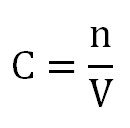 C = n/V